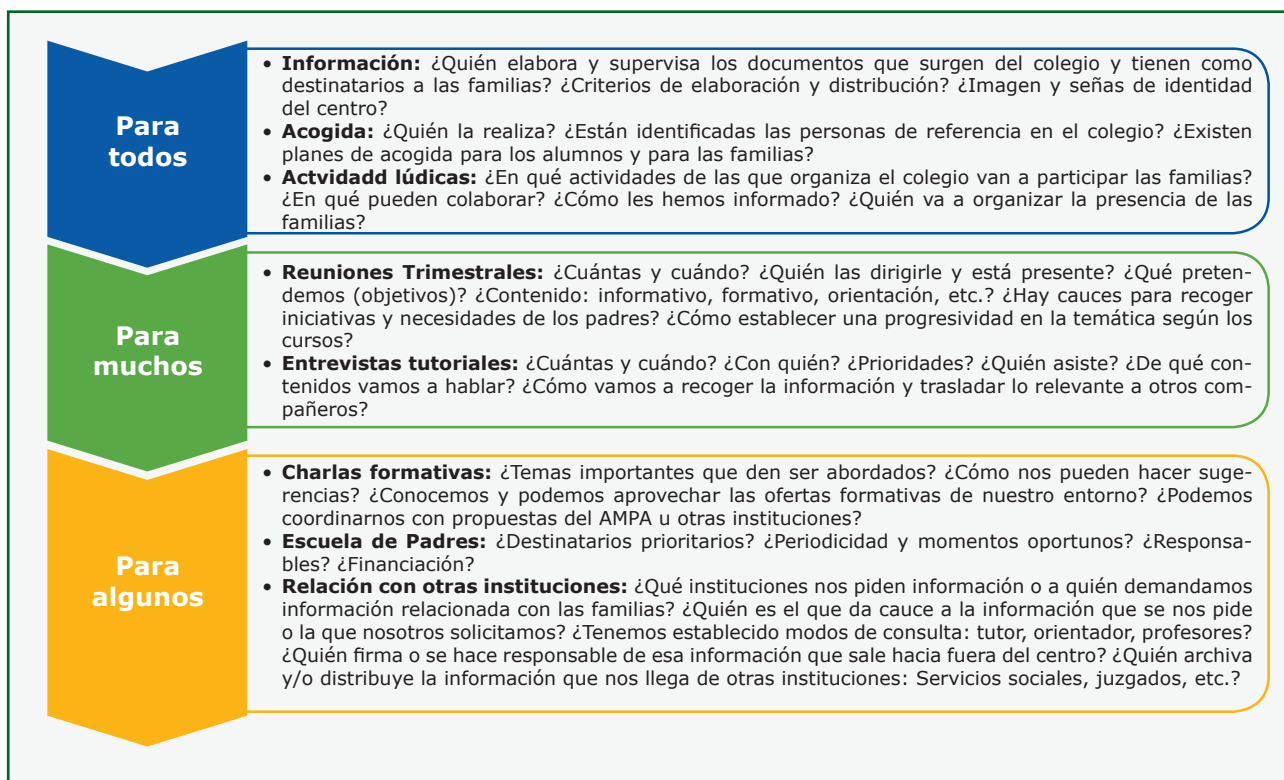 Para
todos
• Información: ¿Quién elabora y supervisa los documentos que surgen del colegio y tienen como
destinatarios a las familias? ¿Criterios de elaboración y distribución? ¿Imagen y señas de identidad
del centro?
• Acogida: ¿Quién la realiza? ¿Están identificadas las personas de referencia en el colegio? ¿Existen
planes de acogida para los alumnos y para las familias?
• Actvidadd lúdicas: ¿En qué actividades de las que organiza el colegio van a participar las familias?
¿En qué pueden colaborar? ¿Cómo les hemos informado? ¿Quién va a organizar la presencia de las
familias?
Para
muchos
• Reuniones Trimestrales: ¿Cuántas y cuándo? ¿Quién las dirigirle y está presente? ¿Qué preten-
demos (objetivos)? ¿Contenido: informativo, formativo, orientación, etc.? ¿Hay cauces para recoger
iniciativas y necesidades de los padres? ¿Cómo establecer una progresividad en la temática según los
cursos?
• Entrevistas tutoriales: ¿Cuántas y cuándo? ¿Con quién? ¿Prioridades? ¿Quién asiste? ¿De qué con-
tenidos vamos a hablar? ¿Cómo vamos a recoger la información y trasladar lo relevante a otros com-
pañeros?
Para
algunos
• Charlas formativas: ¿Temas importantes que den ser abordados? ¿Cómo nos pueden hacer suge-
rencias? ¿Conocemos y podemos aprovechar las ofertas formativas de nuestro entorno? ¿Podemos
coordinarnos con propuestas del AMPA u otras instituciones?
• Escuela de Padres: ¿Destinatarios prioritarios? ¿Periodicidad y momentos oportunos? ¿Responsa-
bles? ¿Financiación?
• Relación con otras instituciones: ¿Qué instituciones nos piden información o a quién demandamos
información relacionada con las familias? ¿Quién es el que da cauce a la información que se nos pide
o la que nosotros solicitamos? ¿Tenemos establecido modos de consulta: tutor, orientador, profesores?
¿Quién firma o se hace responsable de esa información que sale hacia fuera del centro? ¿Quién archiva
y/o distribuye la información que nos llega de otras instituciones: Servicios sociales, juzgados, etc.?